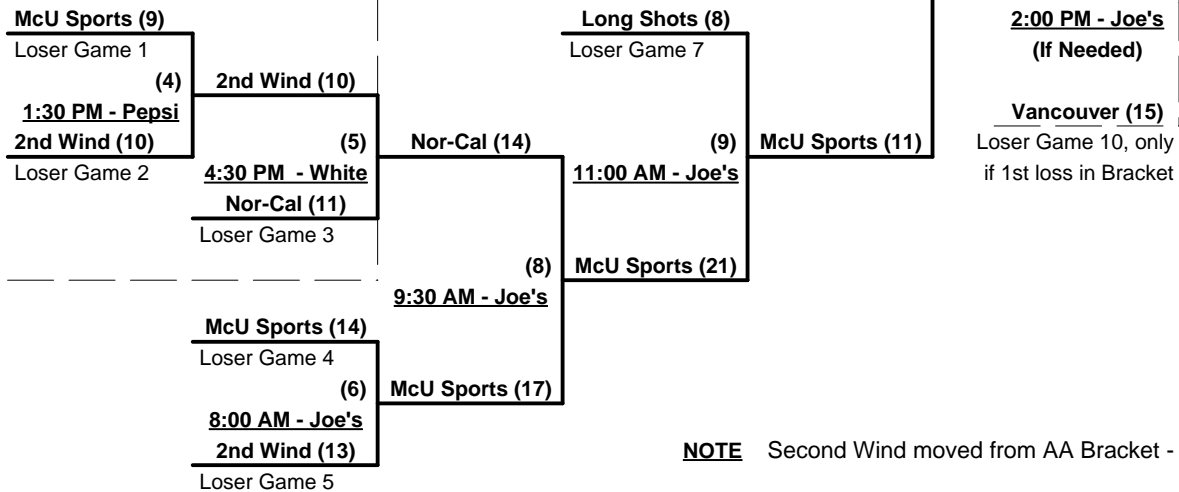 McU Sports (9)
Loser Game 1
(4)
1:30 PM - Pepsi
2nd Wind (10)
Loser Game 2
2nd Wind (10)
(5)
4:30 PM - White
Nor-Cal (11)
Loser Game 3
Nor-Cal (14)
(8)
9:30 AM - Joe's
McU Sports (14)
Loser Game 4
(6)
8:00 AM - Joe's
2nd Wind (13)
Loser Game 5
McU Sports (17)
Long Shots (8)
Loser Game 7
(9)
11:00 AM - Joe's
McU Sports (21)
McU Sports (11)
2:00 PM - Joe's
(If Needed)
Vancouver (15)
Loser Game 10, only
if 1st loss in Bracket
NOTE Second Wind moved from AA Bracket -